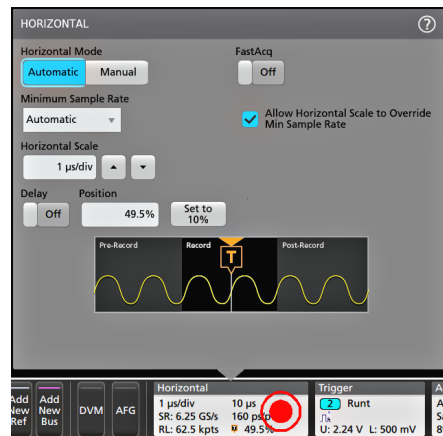 HORIZONTAL
?
Horizontal Mode
FastAcq
Automatic Manual
Off
Minimum Sample Rate
Automatic
Allow Horizontal Scale to Override
Min Sample Rate
Horizontal Scale
1 µs/div
Delay Position
Off 49.5% Set to
10%
Pre-Record Record Post-Record
T
Add
New
Ref
Add
New
Bus
DVM
AFG
Horizontal
1 µs/div 10 µs
SR: 6.25 GS/s 160
RL: 62.5 kpts 49.5%
Trigger
2 Runt
U: 2.24 V L: 500 mV